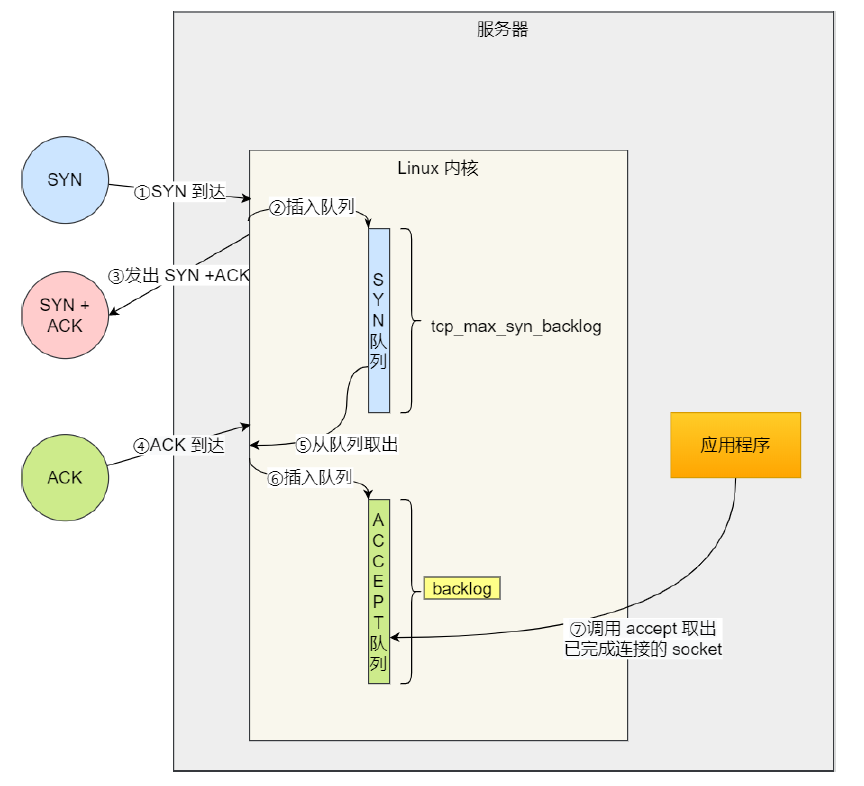 服务器
Linux 内核
SYN
①SYN 到达
②插入队列
③发出 SYN +ACK
SYN +
ACK
SYN队列
tcp_max_syn_backlog
④ACK 到达
⑤从队列取出
ACK
⑥插入队列
ACCEPT队列
backlog
应用程序
⑦调用 accept 取出
已完成连接的 socket